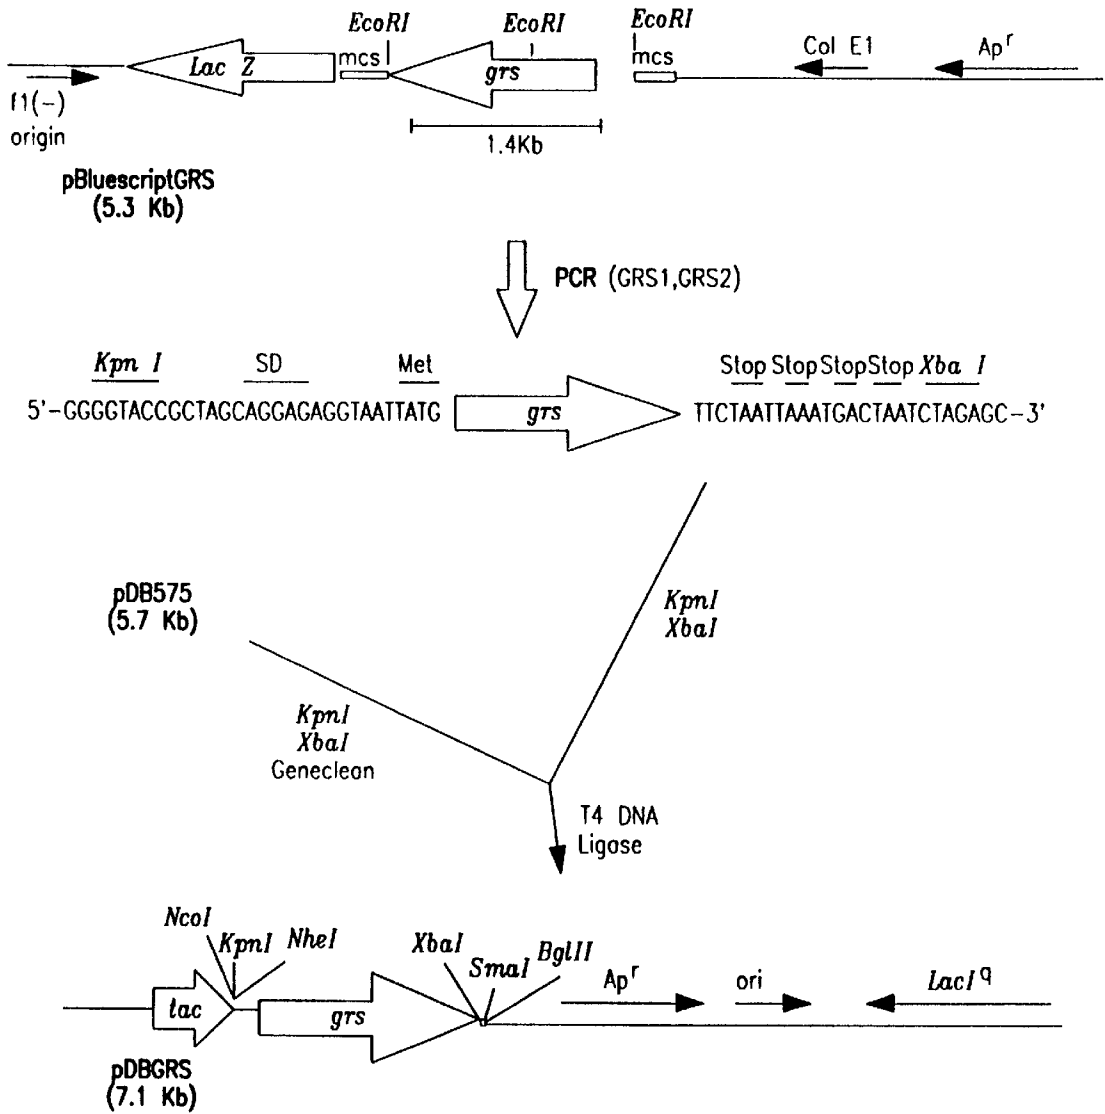 EcoRI EcoRI EcoRI
Lac Z mcs grs mcs Col E1 Apʳ
f1(-)
origin
1.4Kb
pBluescriptGRS
(5.3 Kb)
PCR (GRS1,GRS2)
Kpn I SD Met Stop Stop Stop Stop Xba I
5'-GGGGTACCGCTAGCAGGAGAGGTAATTATG grs TTCTAATTAAATGACTAATCTAGAGC-3'
pDB575
(5.7 Kb)
KpnI
XbaI
KpnI
XbaI
Geneclean
T4 DNA
Ligase
NcoI
KpnI NheI XbaI SmaI BglII
tac grs Apʳ ori LacI q
pDBGRS
(7.1 Kb)